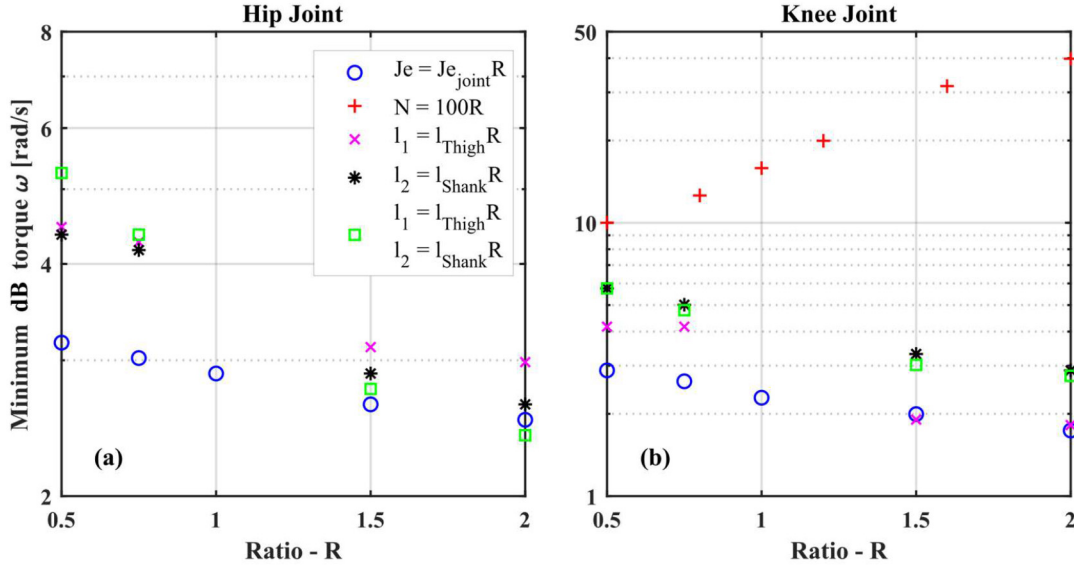 Hip Joint
Knee Joint
Minimum dB torque ω [rad/s]
8
6
4
2
Je = Je_joint R
N = 100R
l_1 = l_Thigh R
l_2 = l_Shank R
l_1 = l_Thigh R
l_2 = l_Shank R
(a)
0.5 1 1.5 2
Ratio - R
50
10
1
(b)
0.5 1 1.5 2
Ratio - R